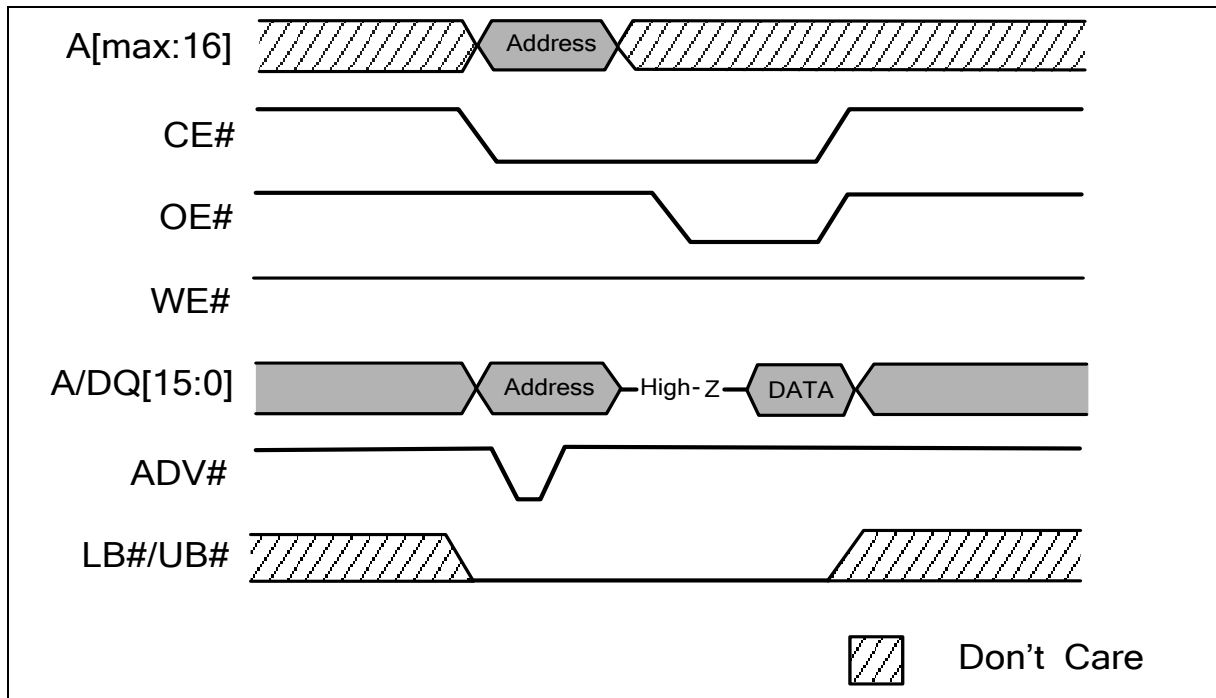 A[max:16] Address
CE#
OE#
WE#
A/DQ[15:0] Address High-Z DATA
ADV#
LB#/UB#
Don't Care